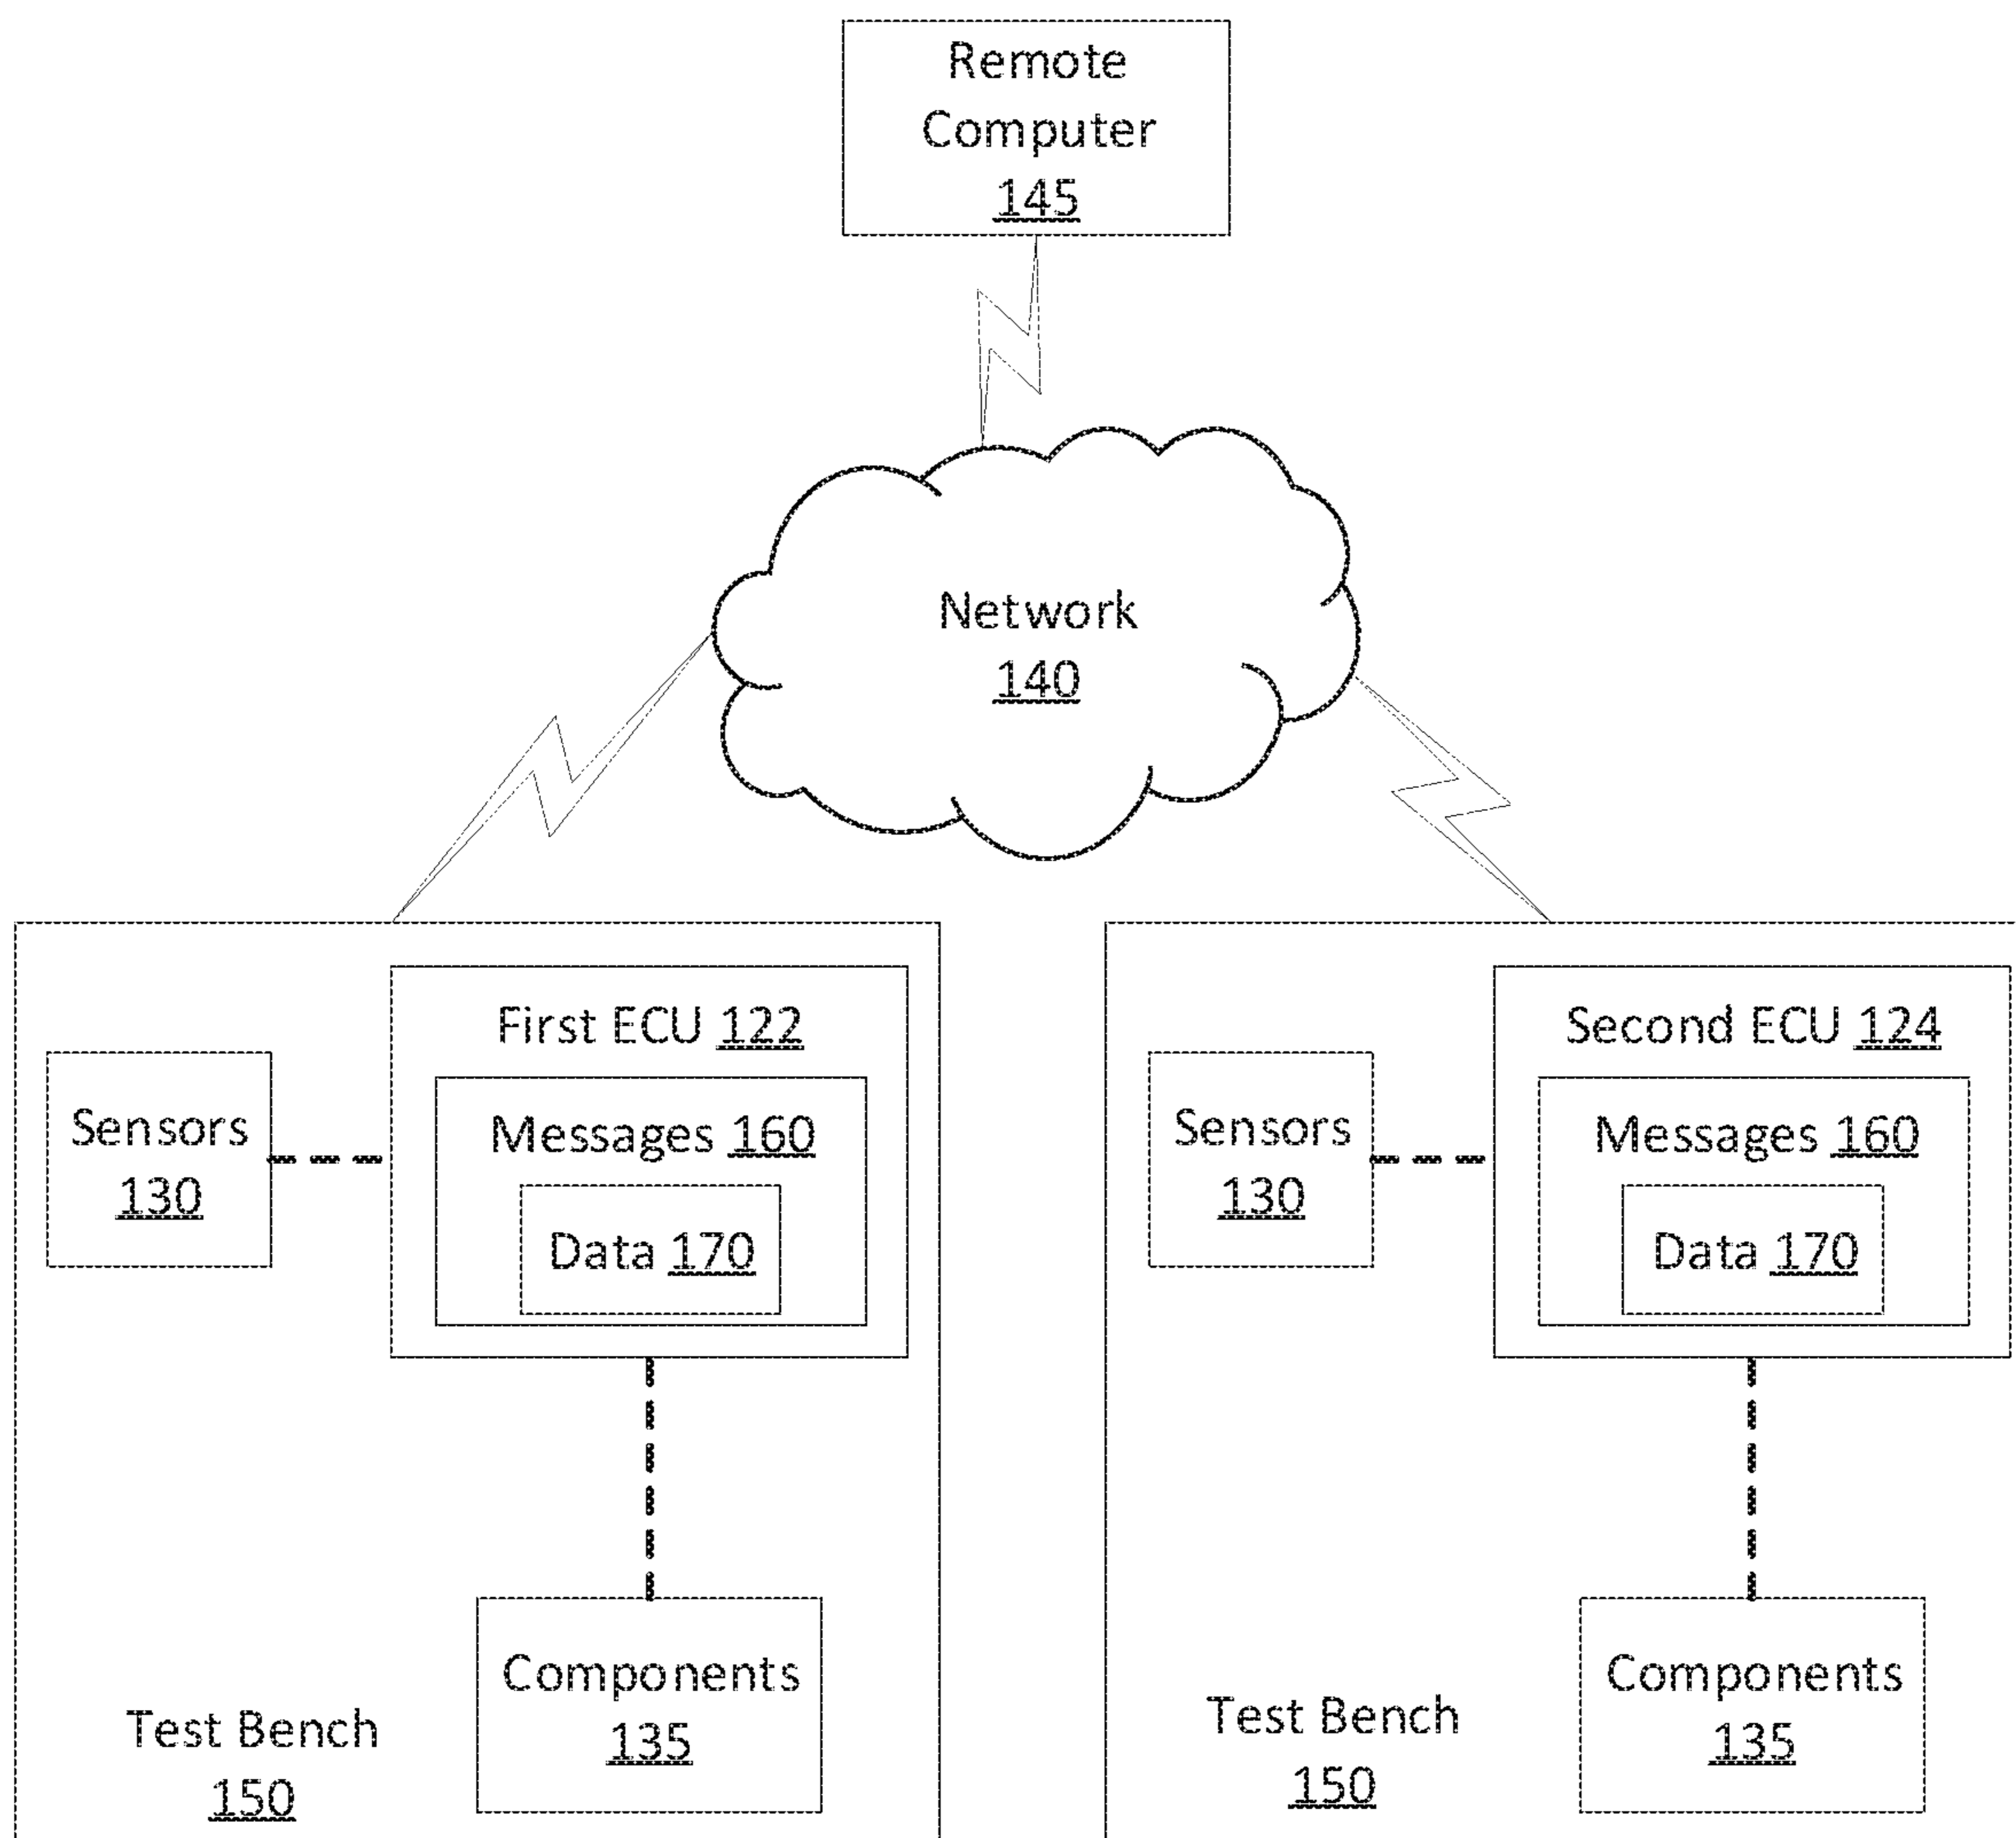 Remote
Computer
145
Network
140
First ECU 122
Sensors
130
Messages 160
Data 170
Components
135
Test Bench
150
Second ECU 124
Sensors
130
Messages 160
Data 170
Components
135
Test Bench
150